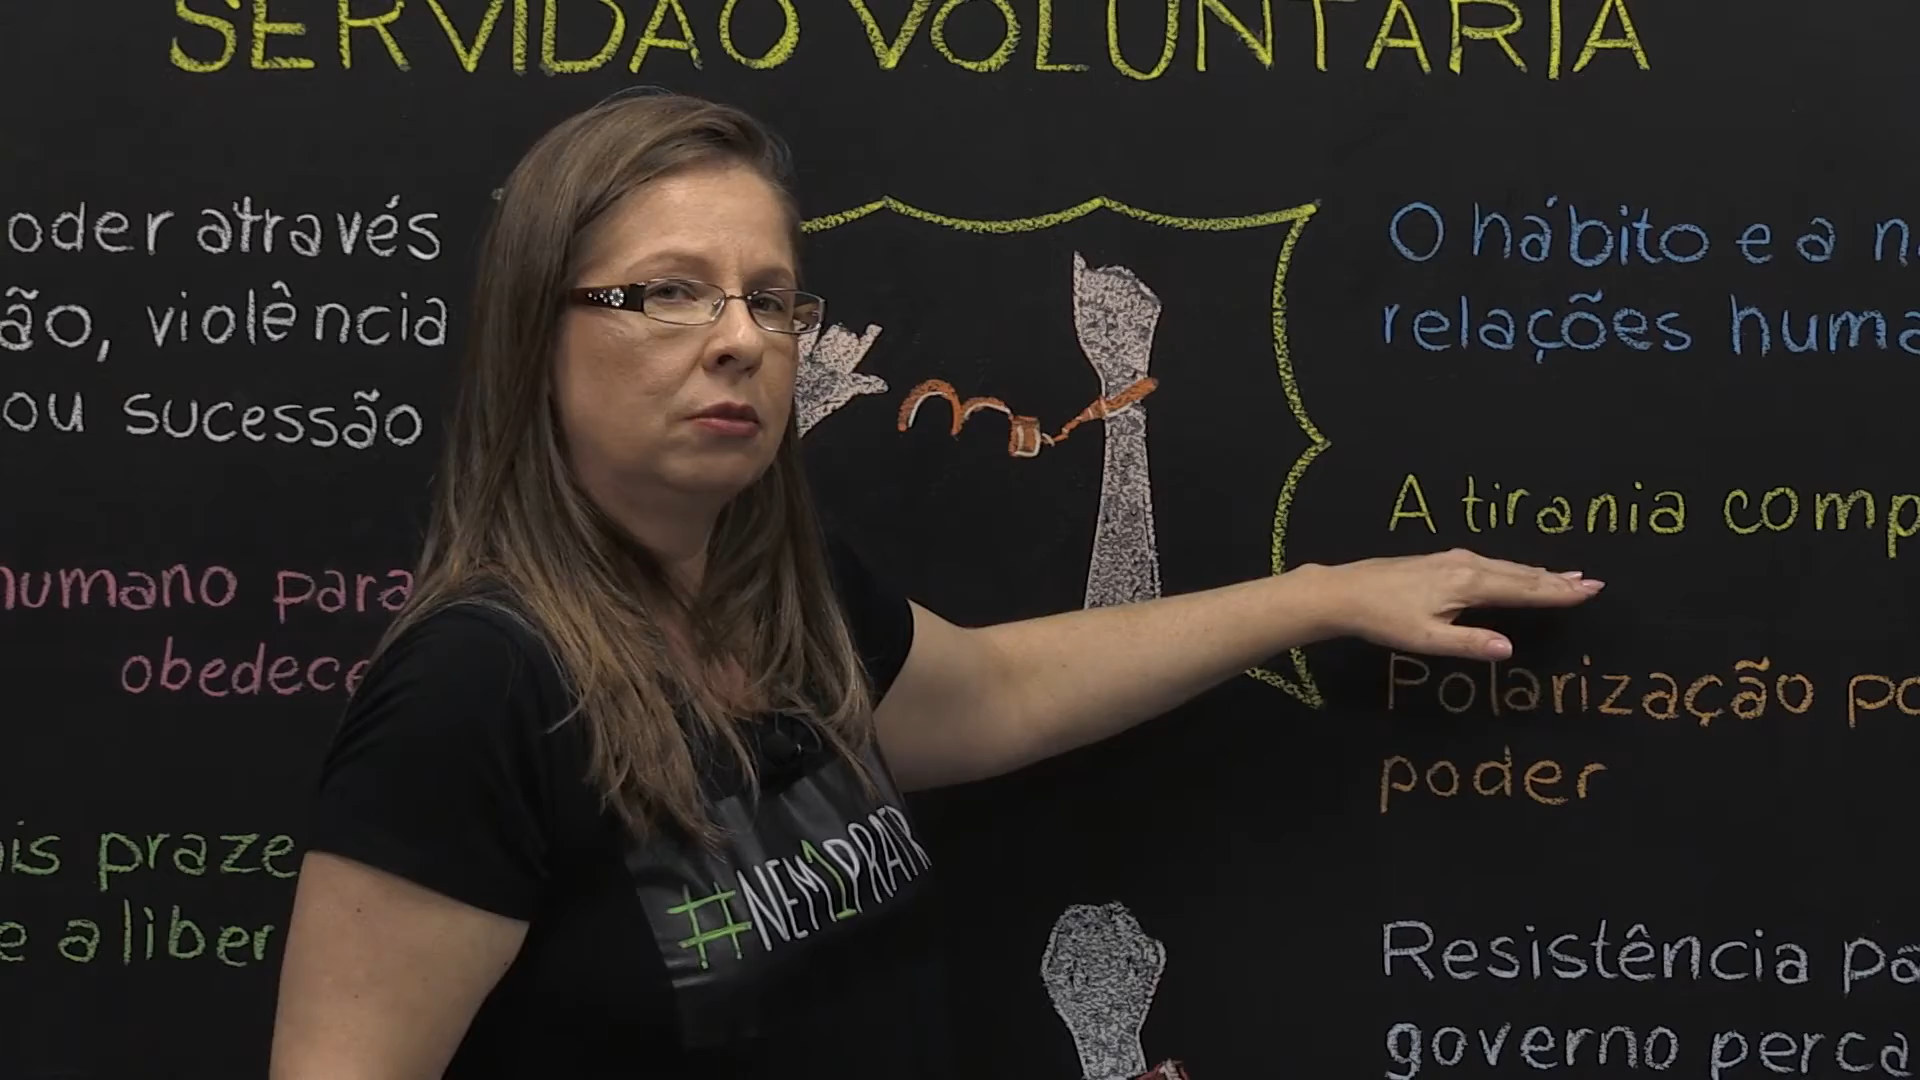 SERVIDÃO VOLUNTÁRIA
oder através
ão, violência
ou sucessão
humano para
obedece
is praze
e a liber
O hábito e a n
relações huma
A tirania comp
Polarização po
poder
Resistência pa
governo perca
#NEM1PRATR